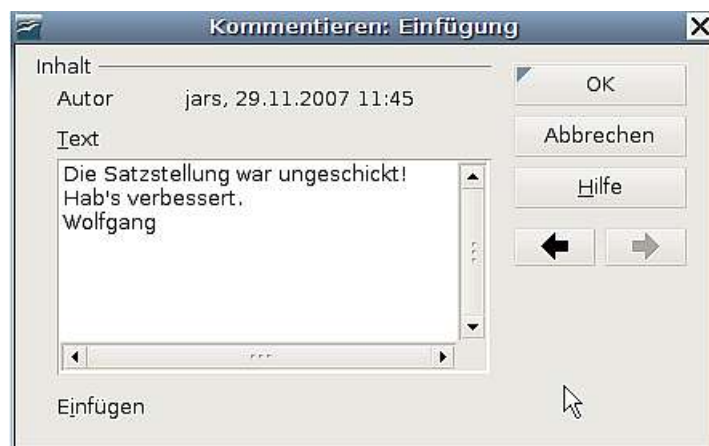 Kommentieren: Einfügung
Inhalt
Autor jars, 29.11.2007 11:45
Text
Die Satzstellung war ungeschickt!
Hab's verbessert.
Wolfgang
Einfügen
OK
Abbrechen
Hilfe